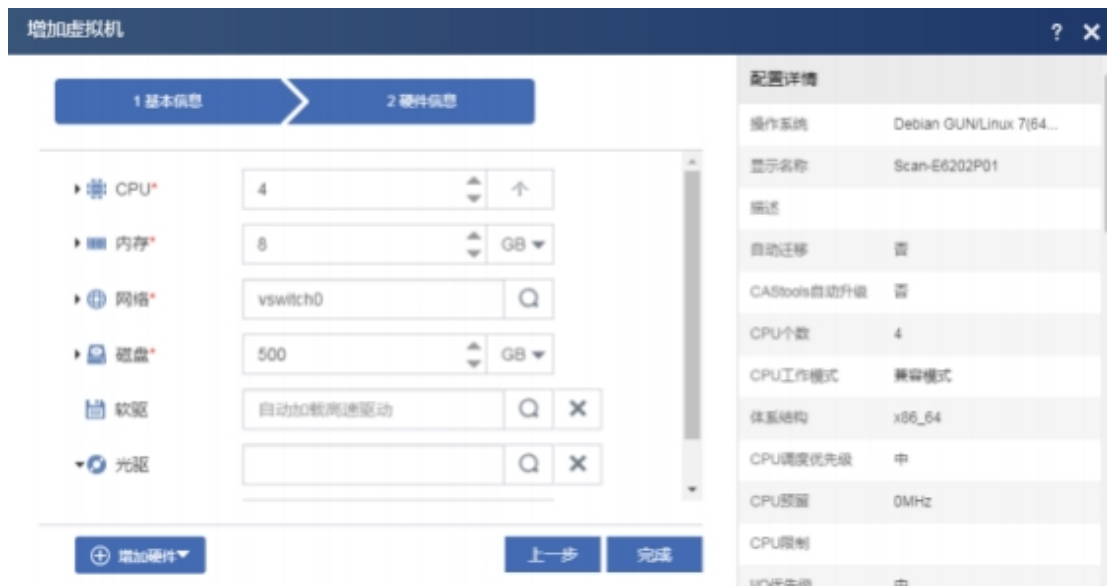 增加虚拟机
?
1 基本信息
2 硬件信息
CPU*
4
内存*
8
GB
网络*
vswitch0
磁盘*
500
GB
软驱
自动加载高速驱动
光驱
增加硬件
上一步
完成
配置详情
操作系统
Debian GUN/Linux 7(64...
显示名称
Scan-E6202P01
描述
自动迁移
否
CAStools自动升级
否
CPU个数
4
CPU工作模式
兼容模式
体系结构
x86_64
CPU调度优先级
中
CPU预留
0MHz
CPU限制
I/O优先级
中